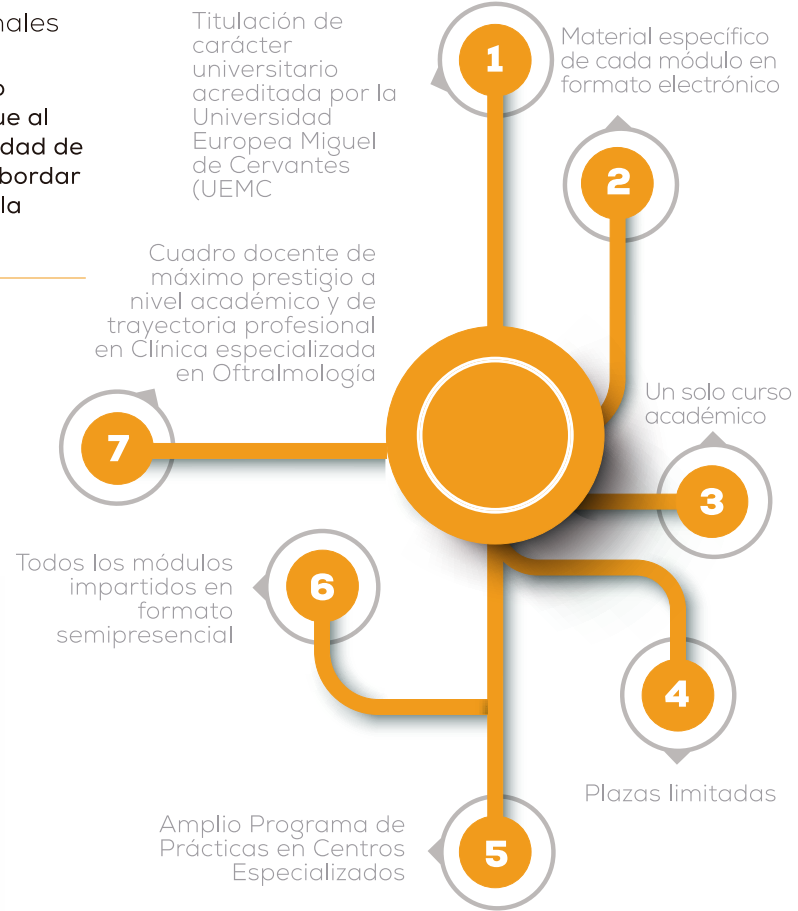 nales
o
ue al
dad de
bordar
la
Titulación de
carácter
universitario
acreditada por la
Universidad
Europea Miguel
de Cervantes
(UEMC
1
Material específico
de cada módulo en
formato electrónico
2
Un solo curso
académico
3
Plazas limitadas
4
Amplio Programa de
Prácticas en Centros
Especializados
5
Todos los módulos
impartidos en
formato
semipresencial
6
Cuadro docente de
máximo prestigio a
nivel académico y de
trayectoria profesional
en Clínica especializada
en Oftralmología
7